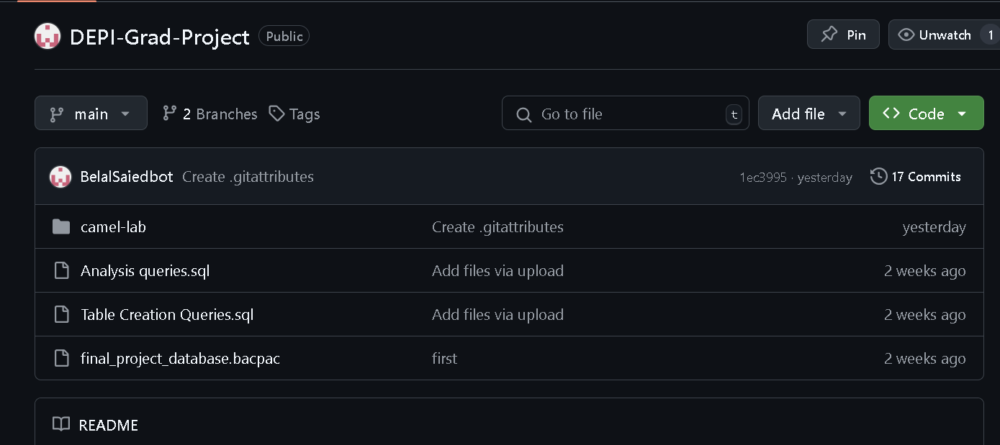 DEPI-Grad-Project Public Pin Unwatch 1
main 2 Branches Tags Go to file t Add file Code
BelalSaiedbot Create .gitattributes 1ec3995 · yesterday 17 Commits
camel-lab Create .gitattributes yesterday
Analysis queries.sql Add files via upload 2 weeks ago
Table Creation Queries.sql Add files via upload 2 weeks ago
final_project_database.bacpac first 2 weeks ago
README